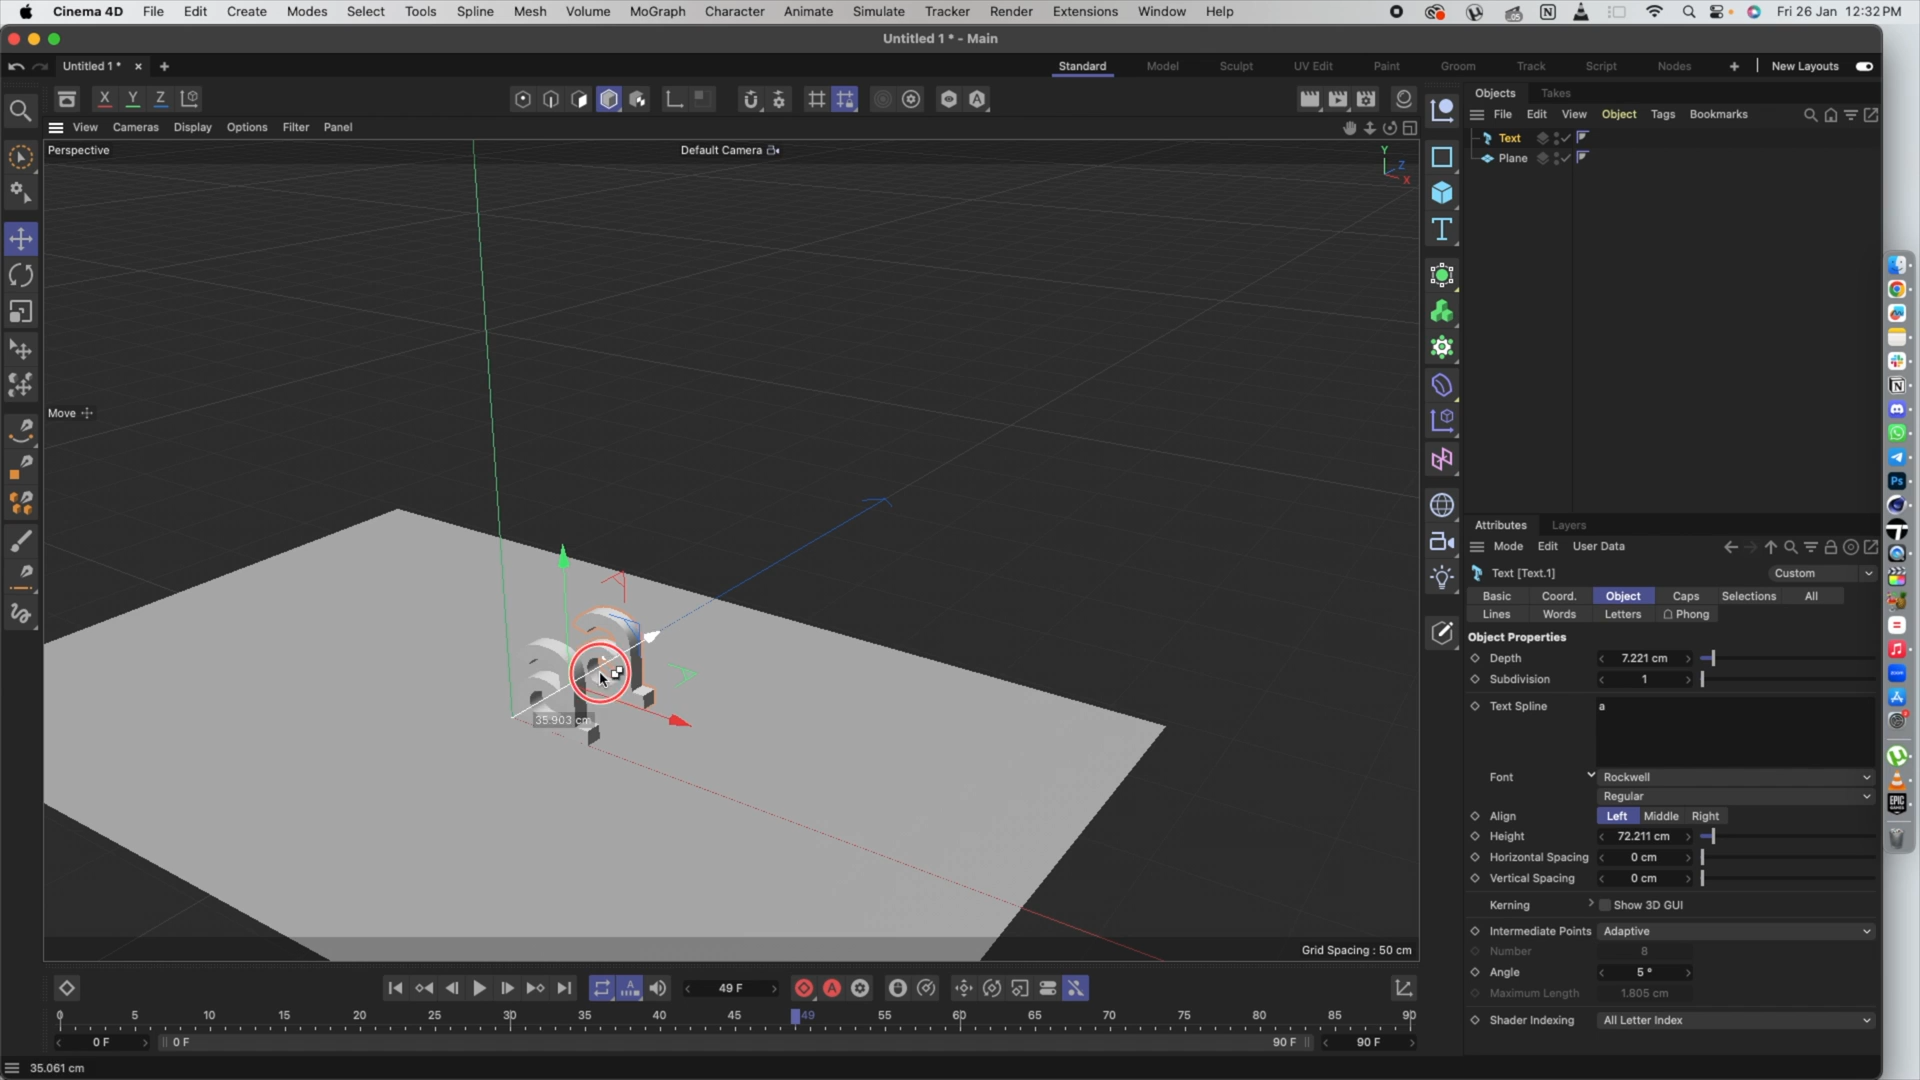 Cinema 4D File Edit Create Modes Select Tools Spline Mesh Volume MoGraph Character Animate Simulate Tracker Render Extensions Window Help Fri 26 Jan 12:32 PM
Untitled 1 * - Main
Untitled 1 * Standard Model Sculpt UV Edit Paint Groom Track Script Nodes New Layouts
X Y Z
Objects Takes
File Edit View Object Tags Bookmarks
View Cameras Display Options Filter Panel
Text
Plane
Perspective Default Camera
Y
Z
X
Move
35.903 cm
Grid Spacing : 50 cm
Attributes Layers
Mode Edit User Data
Text [Text.1] Custom
Basic Coord. Object Caps Selections All
Lines Words Letters Phong
Object Properties
Depth 7.221 cm
Subdivision 1
Text Spline a
Font Rockwell
Regular
Align Left Middle Right
Height 72.211 cm
Horizontal Spacing 0 cm
Vertical Spacing 0 cm
Kerning Show 3D GUI
Intermediate Points Adaptive
Number 8
Angle 5 °
Maximum Length 1.805 cm
Shader Indexing All Letter Index
49 F
0 5 10 15 20 25 30 35 40 45 49 55 60 65 70 75 80 85 90
0 F 0 F 90 F 90 F
35.061 cm